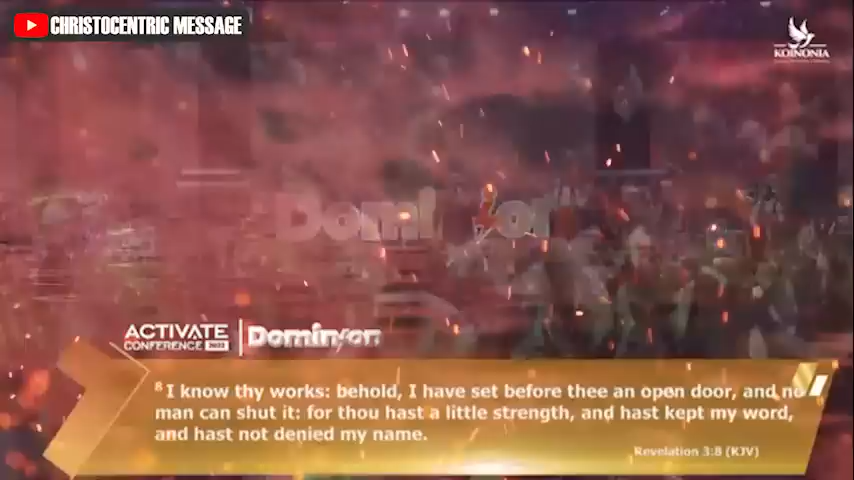 CHRISTOCENTRIC MESSAGE
KOINONIA
Dominion
ACTIVATE
CONFERENCE
Dominion
8 I know thy works: behold, I have set before thee an open door, and no
man can shut it: for thou hast a little strength, and hast kept my word,
and hast not denied my name.
Revelation 3:8 (KJV)